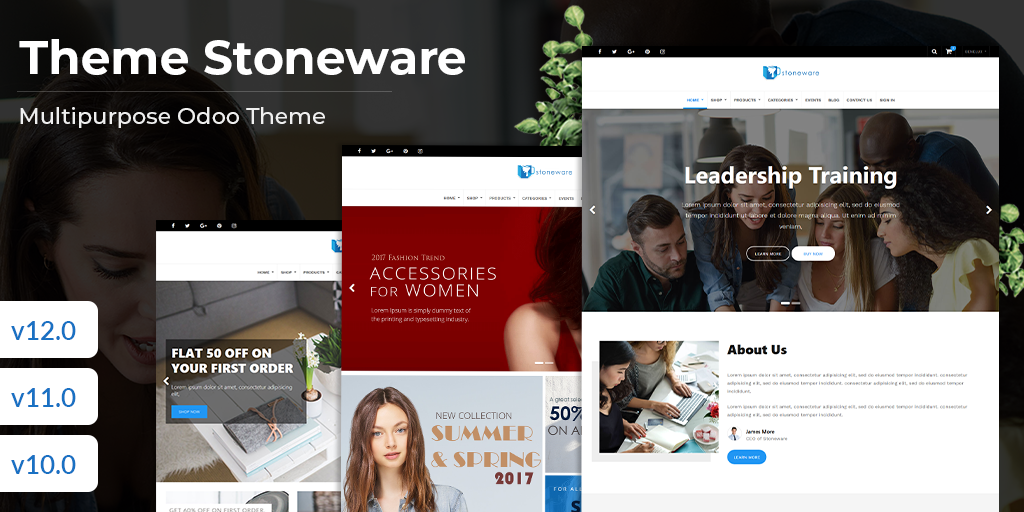 Theme Stoneware
Multipurpose Odoo Theme
v12.0
v11.0
v10.0
HOME SHOP PRODUCTS
FLAT 50 OFF ON
YOUR FIRST ORDER
Lorem ipsum dolor sit amet, consectetur adipisicing
elit,
SHOP NOW
GET 60% OFF ON FIRST ORDER
stoneware
HOME SHOP PRODUCTS CATEGORIES EVENTS
2017 Fashion Trend
ACCESSORIES
FOR WOMEN
Lorem Ipsum is simply dummy text of
the printing and typesetting industry.
NEW COLLECTION
SUMMER
& SPRING
2017
A great selec
50%
ON A
FOR ALL
S
stoneware
HOME SHOP PRODUCTS CATEGORIES EVENTS BLOG CONTACT US SIGN IN
Leadership Training
Lorem ipsum dolor sit amet, consectetur adipisicing elit, sed do eiusmod
tempor incididunt ut labore et dolore magna aliqua. Ut enim ad minim
veniam,
LEARN MORE
BUY NOW
About Us
Lorem ipsum dolor sit amet, consectetur adipisicing elit, sed do eiusmod tempor incididunt.consectetur
adipisicing elit, sed do eiusmod tempor incididunt. consectetur adipisicing elit, sed do eiusmod tempor
incididunt.
Lorem ipsum dolor sit amet, consectetur adipisicing elit, sed do eiusmod tempor incididunt.consectetur
adipisicing elit, sed do eiusmod tempor incididunt.
James More
CEO of Stoneware
LEARN MORE